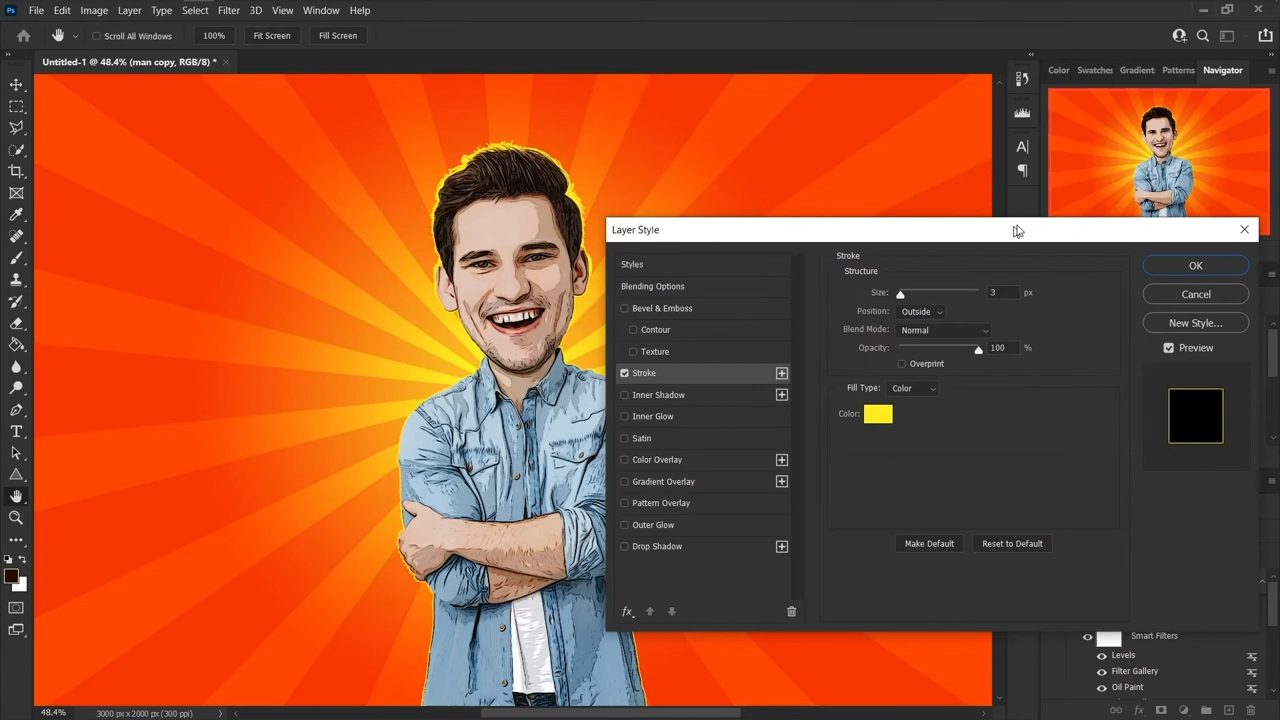 Ps File Edit Image Layer Type Select Filter 3D View Window Help
Scroll All Windows 100% Fit Screen Fill Screen
Untitled-1 @ 48.4% (man copy, RGB/8) *
Color Swatches Gradient Patterns Navigator
Layer Style
Styles
Blending Options
Bevel & Emboss
Contour
Texture
Stroke
Inner Shadow
Inner Glow
Satin
Color Overlay
Gradient Overlay
Pattern Overlay
Outer Glow
Drop Shadow
fx
Stroke
Structure
Size: 3 px
Position: Outside
Blend Mode: Normal
Opacity: 100 %
Overprint
Fill Type: Color
Color:
Make Default Reset to Default
OK
Cancel
New Style...
Preview
Smart Filters
Levels
Filter Gallery
Oil Paint
48.4% 3000 px x 2000 px (300 ppi)
fx